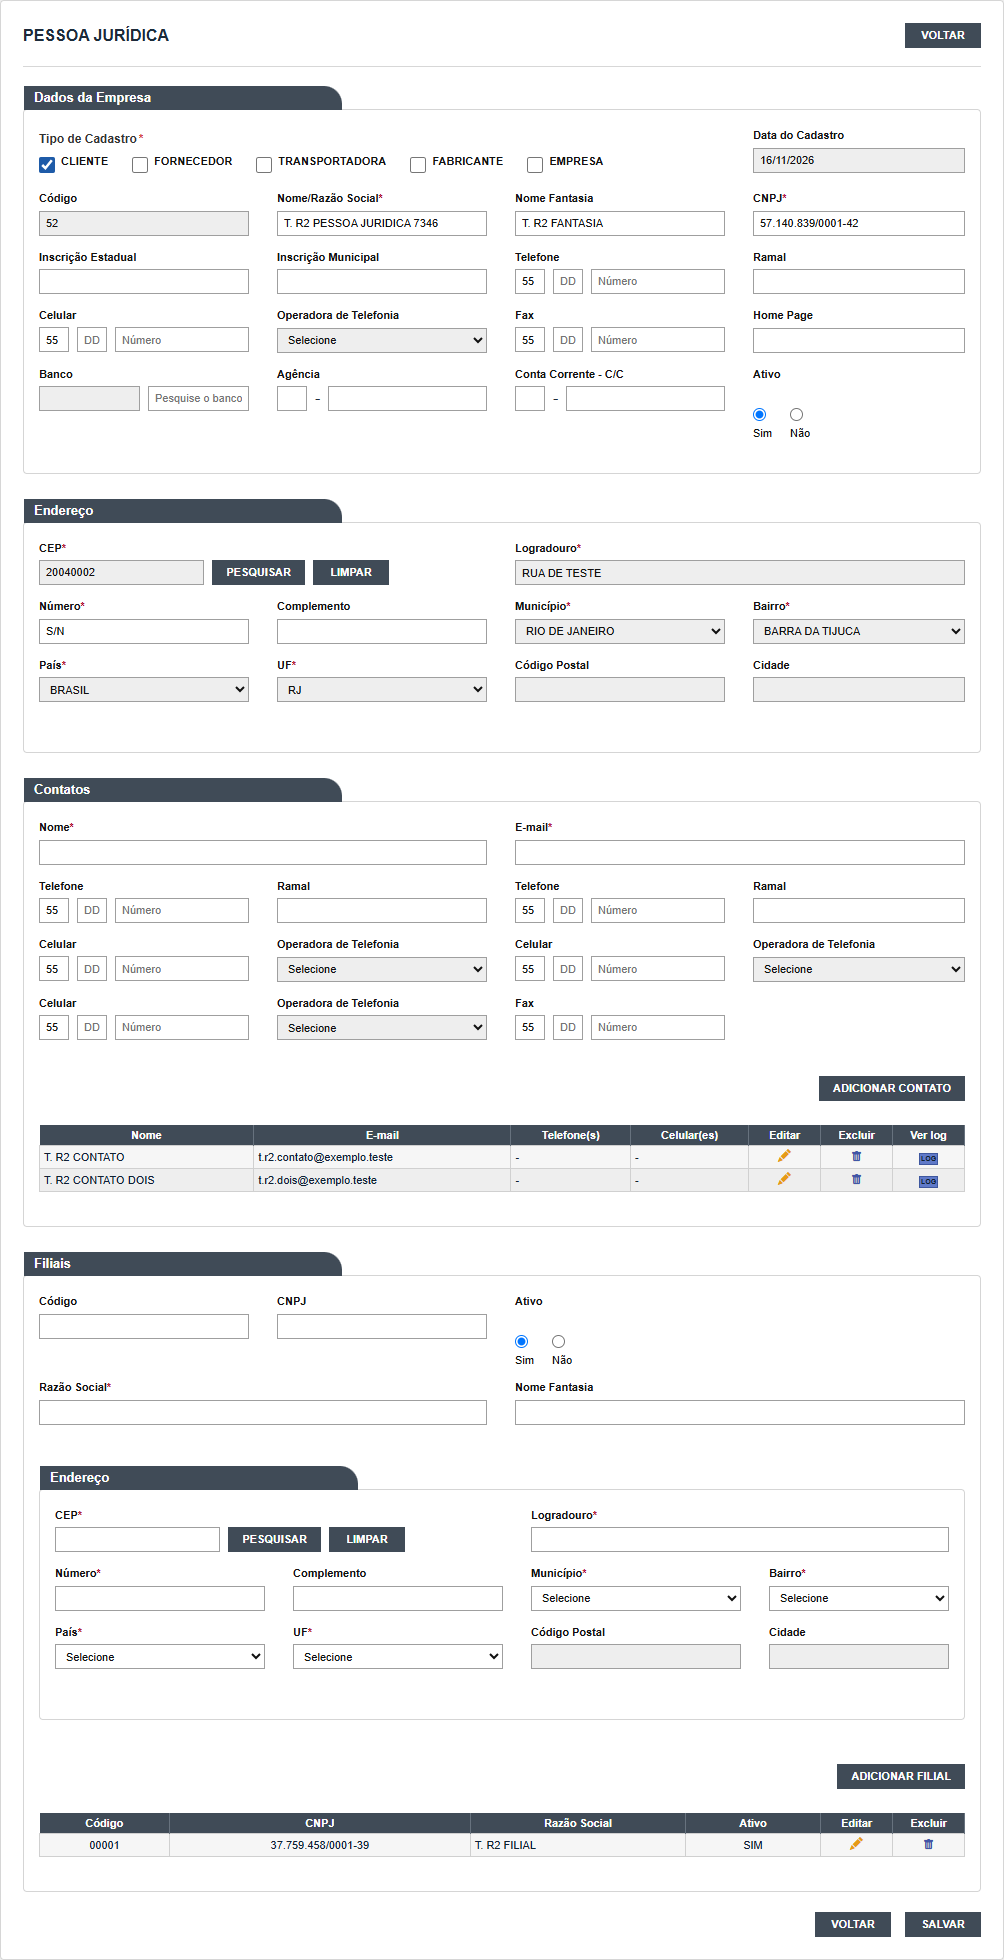 PESSOA JURÍDICA
VOLTAR
Dados da Empresa
Tipo de Cadastro*
Data do Cadastro
CLIENTE FORNECEDOR TRANSPORTADORA FABRICANTE EMPRESA
16/11/2026
Código Nome/Razão Social* Nome Fantasia CNPJ*
52 T. R2 PESSOA JURIDICA 7346 T. R2 FANTASIA 57.140.839/0001-42
Inscrição Estadual Inscrição Municipal Telefone Ramal
55 DD Número
Celular Operadora de Telefonia Fax Home Page
55 DD Número Selecione 55 DD Número
Banco Agência Conta Corrente - C/C Ativo
Pesquise o banco - -
Sim Não
Endereço
CEP* Logradouro*
20040002 PESQUISAR LIMPAR RUA DE TESTE
Número* Complemento Município* Bairro*
S/N RIO DE JANEIRO BARRA DA TIJUCA
País* UF* Código Postal Cidade
BRASIL RJ
Contatos
Nome* E-mail*
Telefone Ramal Telefone Ramal
55 DD Número 55 DD Número
Celular Operadora de Telefonia Celular Operadora de Telefonia
55 DD Número Selecione 55 DD Número Selecione
Celular Operadora de Telefonia Fax
55 DD Número Selecione 55 DD Número
ADICIONAR CONTATO
Nome E-mail Telefone(s) Celular(es) Editar Excluir Ver log
T. R2 CONTATO t.r2.contato@exemplo.teste - - LOG
T. R2 CONTATO DOIS t.r2.dois@exemplo.teste - - LOG
Filiais
Código CNPJ Ativo
Sim Não
Razão Social* Nome Fantasia
Endereço
CEP* Logradouro*
PESQUISAR LIMPAR
Número* Complemento Município* Bairro*
Selecione Selecione
País* UF* Código Postal Cidade
Selecione Selecione
ADICIONAR FILIAL
Código CNPJ Razão Social Ativo Editar Excluir
00001 37.759.458/0001-39 T. R2 FILIAL SIM
VOLTAR SALVAR